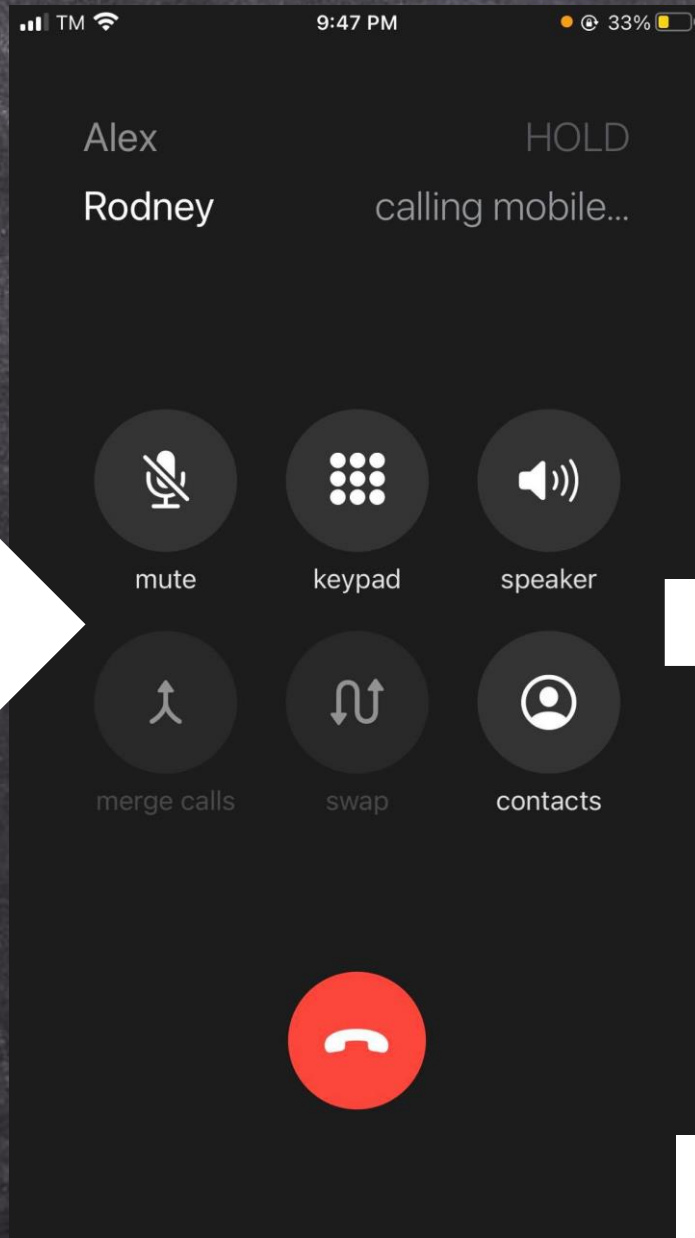 TM 9:47 PM 33%
Alex HOLD
Rodney calling mobile...
mute keypad speaker
merge calls swap contacts